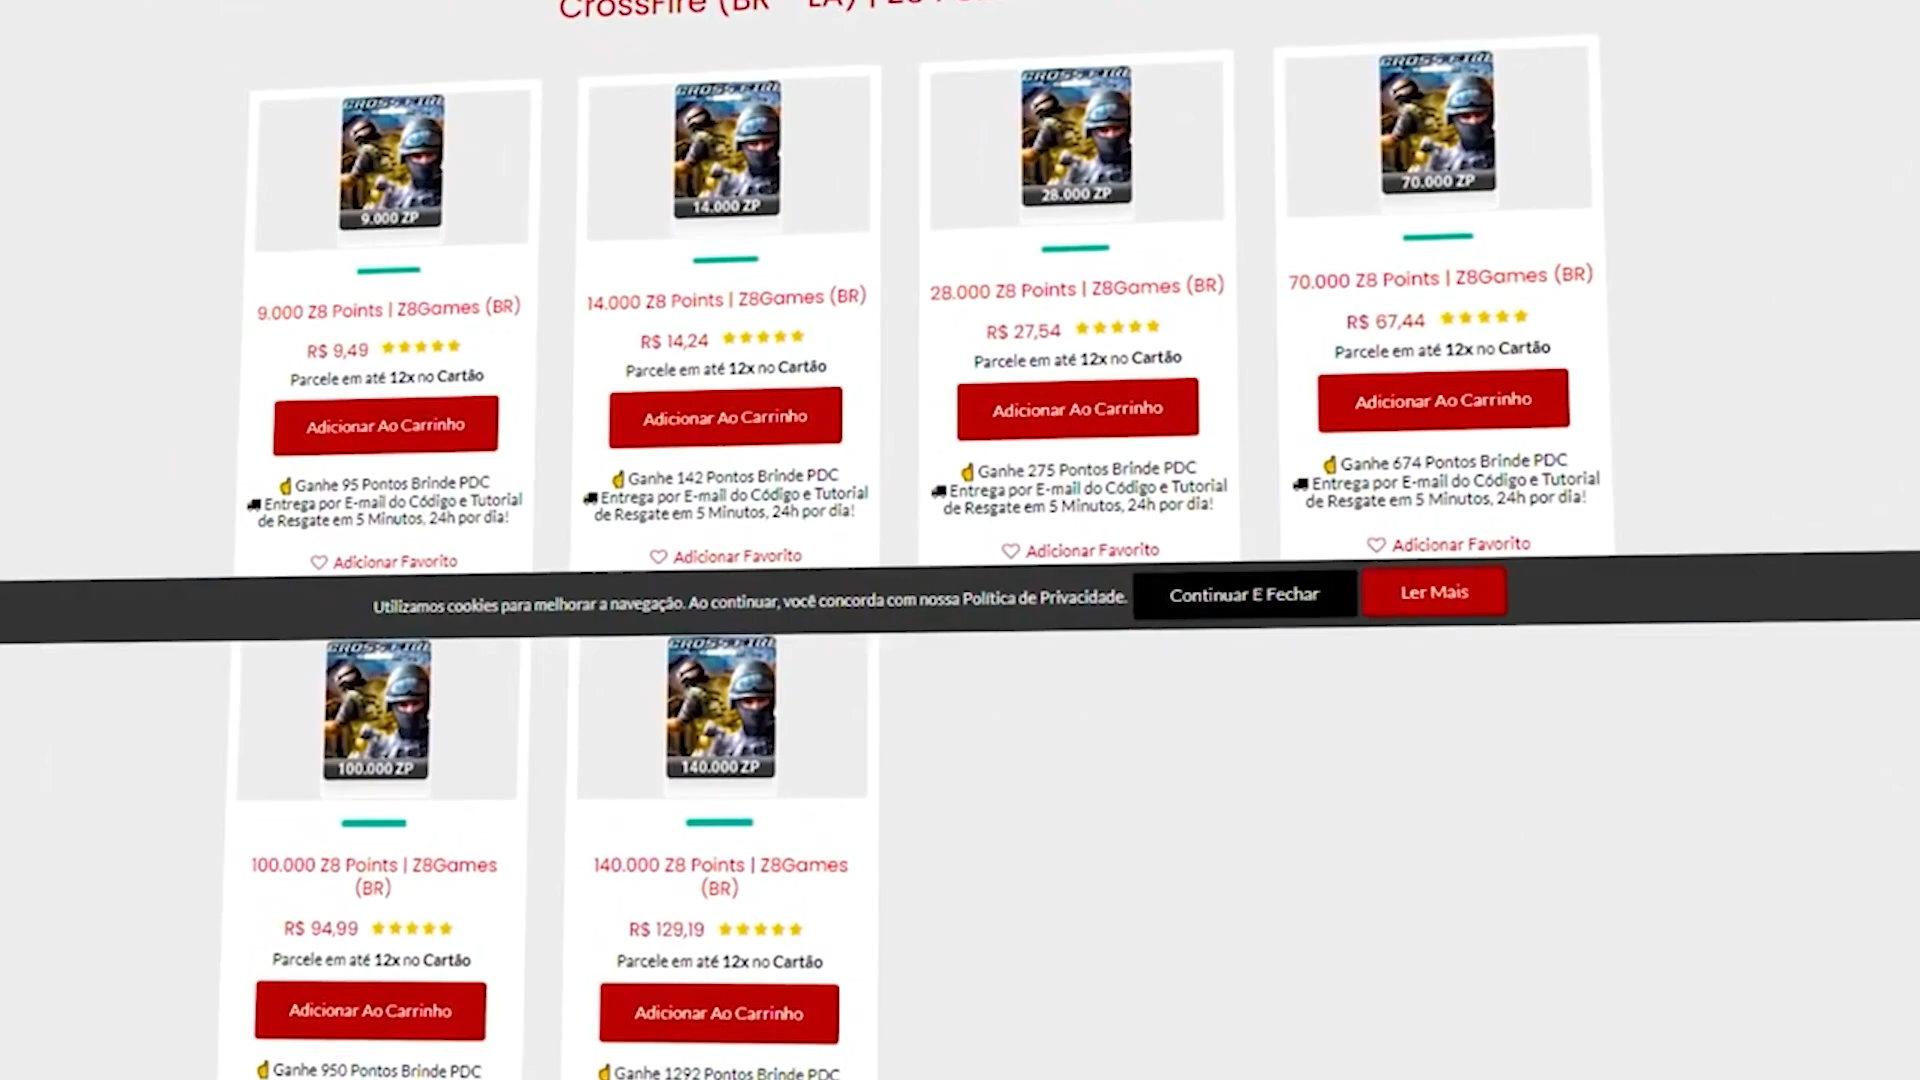 CrossFire (BR - LA) | Z8
CROSSFIRE
9.000 ZP
9.000 Z8 Points | Z8Games (BR)
R$ 9,49
Parcele em até 12x no Cartão
Adicionar Ao Carrinho
Ganhe 95 Pontos Brinde PDC
Entrega por E-mail do Código e Tutorial
de Resgate em 5 Minutos, 24h por dia!
Adicionar Favorito
CROSSFIRE
14.000 ZP
14.000 Z8 Points | Z8Games (BR)
R$ 14,24
Parcele em até 12x no Cartão
Adicionar Ao Carrinho
Ganhe 142 Pontos Brinde PDC
Entrega por E-mail do Código e Tutorial
de Resgate em 5 Minutos, 24h por dia!
Adicionar Favorito
CROSSFIRE
28.000 ZP
28.000 Z8 Points | Z8Games (BR)
R$ 27,54
Parcele em até 12x no Cartão
Adicionar Ao Carrinho
Ganhe 275 Pontos Brinde PDC
Entrega por E-mail do Código e Tutorial
de Resgate em 5 Minutos, 24h por dia!
Adicionar Favorito
CROSSFIRE
70.000 ZP
70.000 Z8 Points | Z8Games (BR)
R$ 67,44
Parcele em até 12x no Cartão
Adicionar Ao Carrinho
Ganhe 674 Pontos Brinde PDC
Entrega por E-mail do Código e Tutorial
de Resgate em 5 Minutos, 24h por dia!
Adicionar Favorito
Utilizamos cookies para melhorar a navegação. Ao continuar, você concorda com nossa Política de Privacidade.
Continuar E Fechar
Ler Mais
CROSSFIRE
100.000 ZP
100.000 Z8 Points | Z8Games
(BR)
R$ 94,99
Parcele em até 12x no Cartão
Adicionar Ao Carrinho
Ganhe 950 Pontos Brinde PDC
CROSSFIRE
140.000 ZP
140.000 Z8 Points | Z8Games
(BR)
R$ 129,19
Parcele em até 12x no Cartão
Adicionar Ao Carrinho
Ganhe 1292 Pontos Brinde PDC